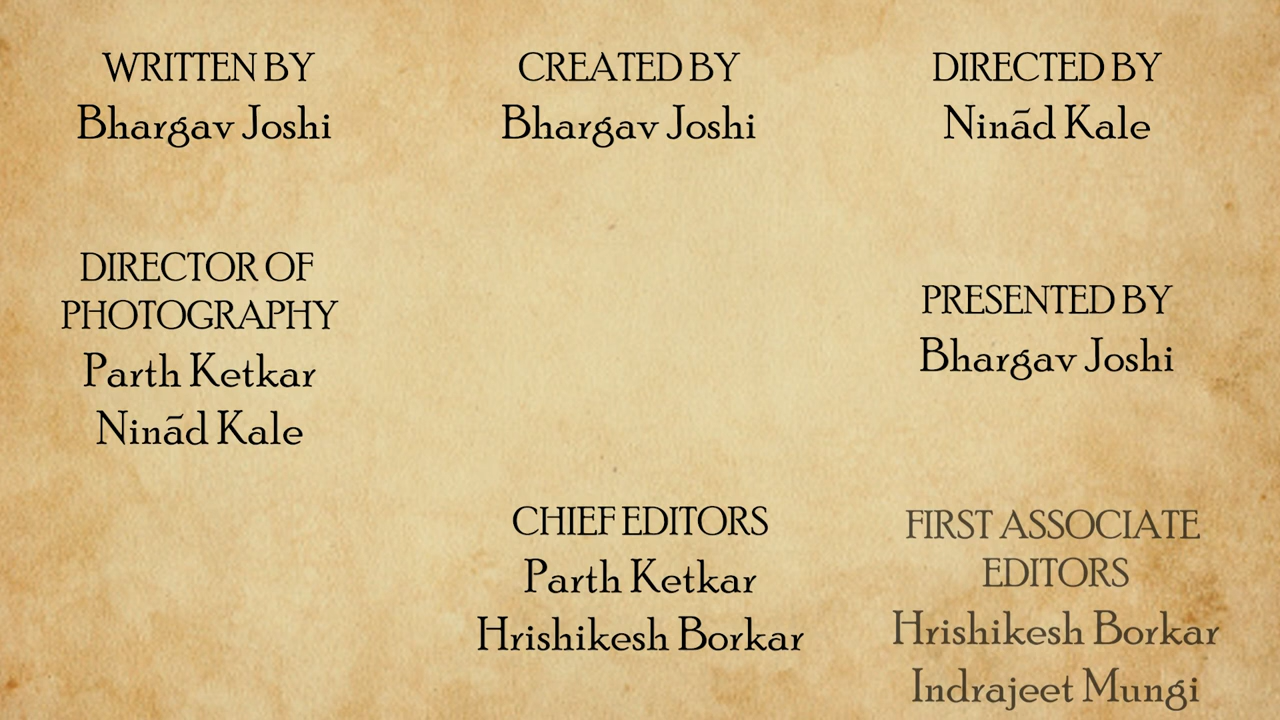 WRITTEN BY
Bhargav Joshi
CREATED BY
Bhargav Joshi
DIRECTED BY
Ninād Kale
DIRECTOR OF
PHOTOGRAPHY
Parth Ketkar
Ninād Kale
PRESENTED BY
Bhargav Joshi
CHIEF EDITORS
Parth Ketkar
Hrishikesh Borkar
FIRST ASSOCIATE
EDITORS
Hrishikesh Borkar
Indrajeet Mungi